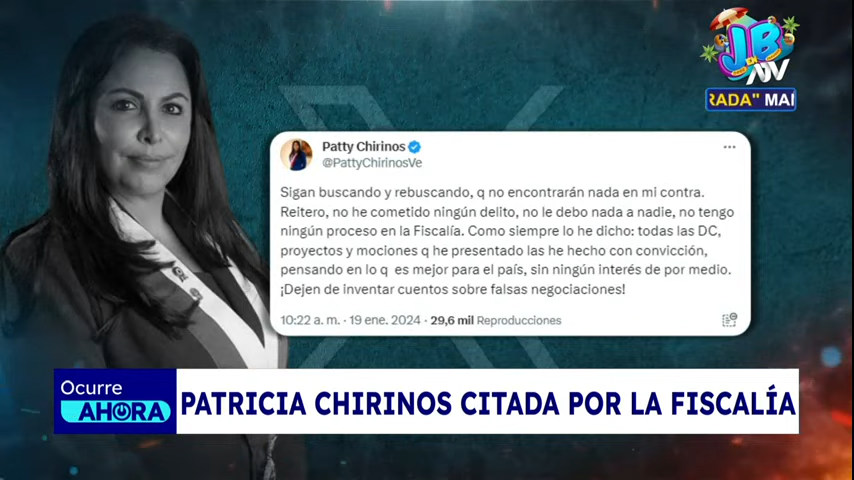 JB
EN
ATV
RADA" MAI
Patty Chirinos
@PattyChirinosVe
Sigan buscando y rebuscando, q no encontrarán nada en mi contra.
Reitero, no he cometido ningún delito, no le debo nada a nadie, no tengo
ningún proceso en la Fiscalía. Como siempre lo he dicho: todas las DC,
proyectos y mociones q he presentado las he hecho con convicción,
pensando en lo q es mejor para el país, sin ningún interés de por medio.
¡Dejen de inventar cuentos sobre falsas negociaciones!
10:22 a. m. · 19 ene. 2024 · 29,6 mil Reproducciones
Ocurre
AHORA
PATRICIA CHIRINOS CITADA POR LA FISCALÍA